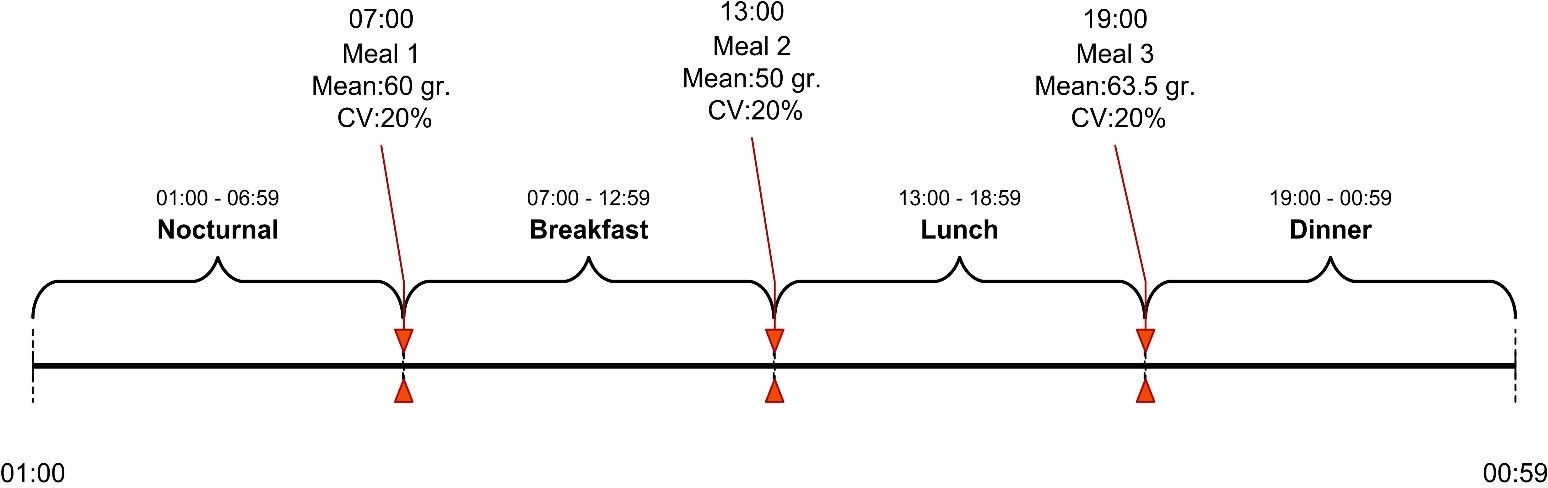 07:00
Meal 1
Mean:60 gr.
CV:20%
13:00
Meal 2
Mean:50 gr.
CV:20%
19:00
Meal 3
Mean:63.5 gr.
CV:20%
01:00 - 06:59
Nocturnal
07:00 - 12:59
Breakfast
13:00 - 18:59
Lunch
19:00 - 00:59
Dinner
01:00
00:59